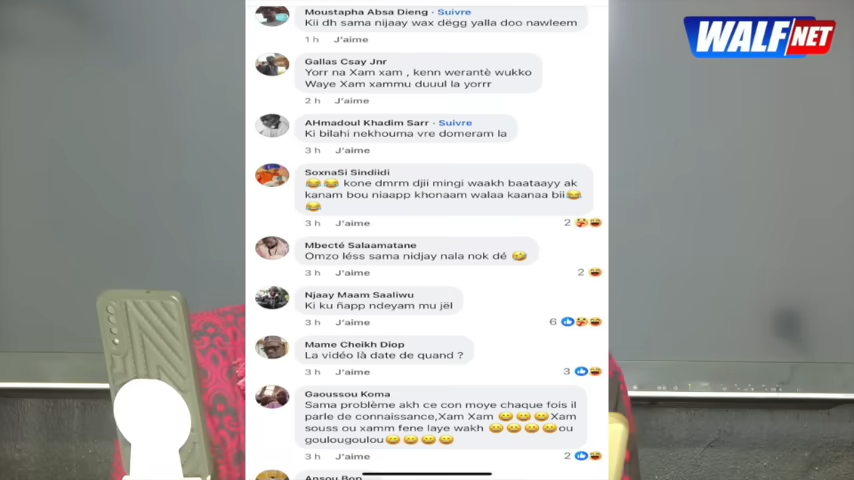 Moustapha Absa Dieng · Suivre
Kii dh sama nijaay wax dëgg yalla doo nawleem
1 h J'aime
WALF NET
Gallas Csay Jnr
Yorr na Xam xam , kenn werantè wukko
Waye Xam xammu duuul la yorrr
2 h J'aime
AHmadoul Khadim Sarr · Suivre
Ki bilahi nekhouma vre domeram la
3 h J'aime
SoxnaSi Sindiidi
😂😂 kone dmrm djii mingi waakh baataayy ak
kanam bou niaapp khonaam walaa kaanaa bii😂
😂
3 h J'aime 2
Mbecté Salaamatane
Omzo léss sama nidjay nala nok dé 🤣
3 h J'aime 2
Njaay Maam Saaliwu
Ki ku ñapp ndeyam mu jël
3 h J'aime 6
Mame Cheikh Diop
La vidéo là date de quand ?
3 h J'aime 3
Gaoussou Koma
Sama problème akh ce con moye chaque fois il
parle de connaissance,Xam Xam 😄😄😄Xam
souss ou xamm fene laye wakh 😄😄😄😄ou
goulougoulou😄😄😄😄
3 h J'aime 2
Ansou Bop